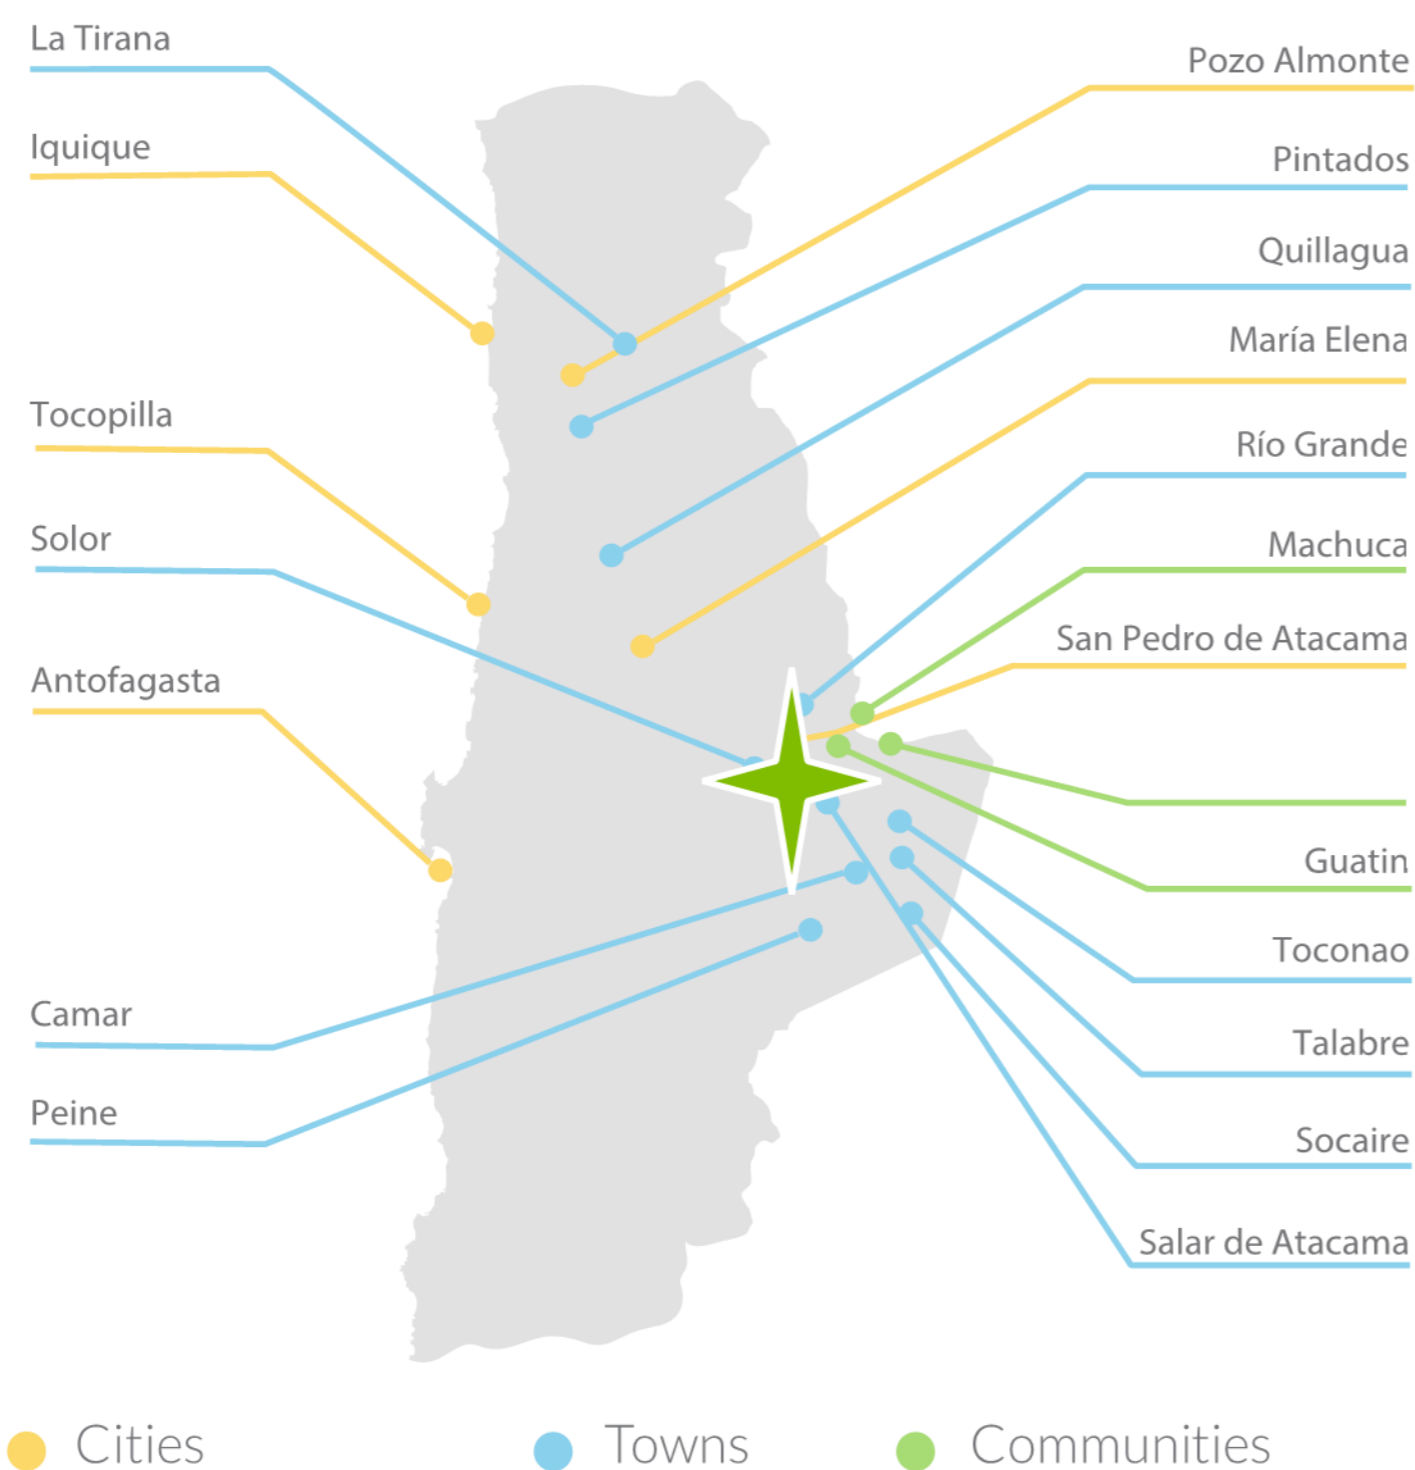 La Tirana
Iquique
Tocopilla
Solor
Antofagasta
Camar
Peine
Pozo Almonte
Pintados
Quillagua
María Elena
Río Grande
Machuca
San Pedro de Atacama
Guatin
Toconao
Talabre
Socaire
Salar de Atacama
Cities
Towns
Communities